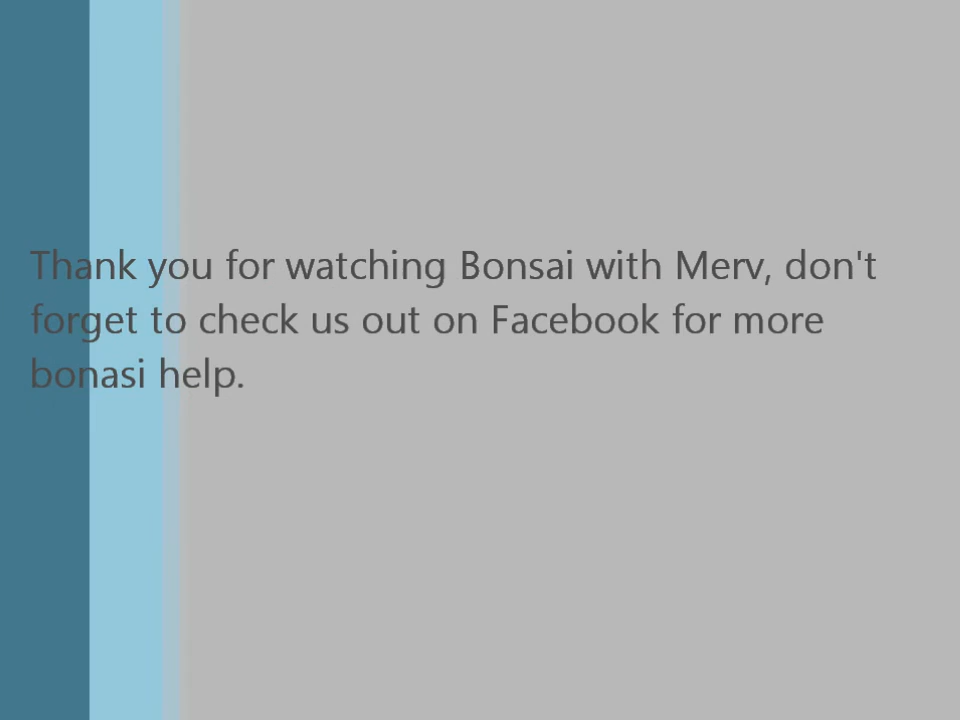 Thank you for watching Bonsai with Merv, don't
forget to check us out on Facebook for more
bonasi help.